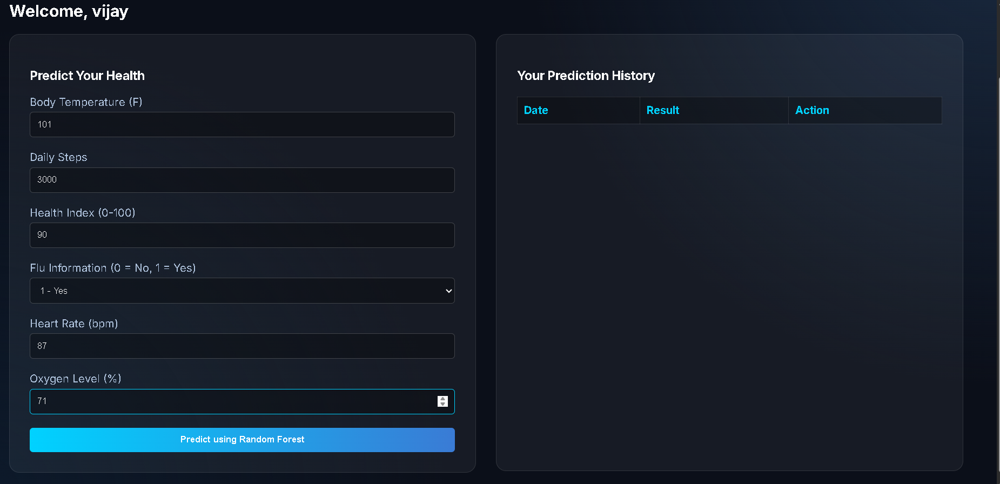 Welcome, vijay
Predict Your Health
Body Temperature (F)
101
Daily Steps
3000
Health Index (0-100)
90
Flu Information (0 = No, 1 = Yes)
1 - Yes
Heart Rate (bpm)
87
Oxygen Level (%)
71
Predict using Random Forest
Your Prediction History
Date Result Action